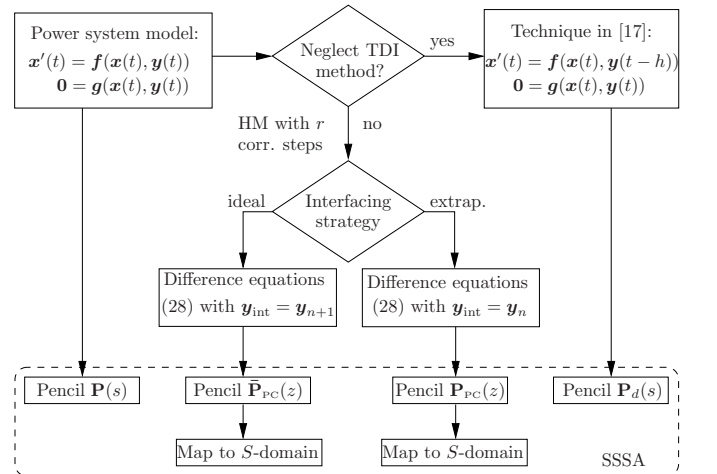 Power system model:
x′(t) = f(x(t), y(t))
0 = g(x(t), y(t))
Neglect TDI
method?
yes
Technique in [17]:
x′(t) = f(x(t), y(t − h))
0 = g(x(t), y(t))
HM with r
corr. steps
no
ideal
Interfacing
strategy
extrap.
Difference equations
(28) with y_int = y_{n+1}
Difference equations
(28) with y_int = y_n
Pencil P(s)
Pencil P̄_PC(z)
Pencil P_PC(z)
Pencil P_d(s)
Map to S-domain
Map to S-domain
SSSA